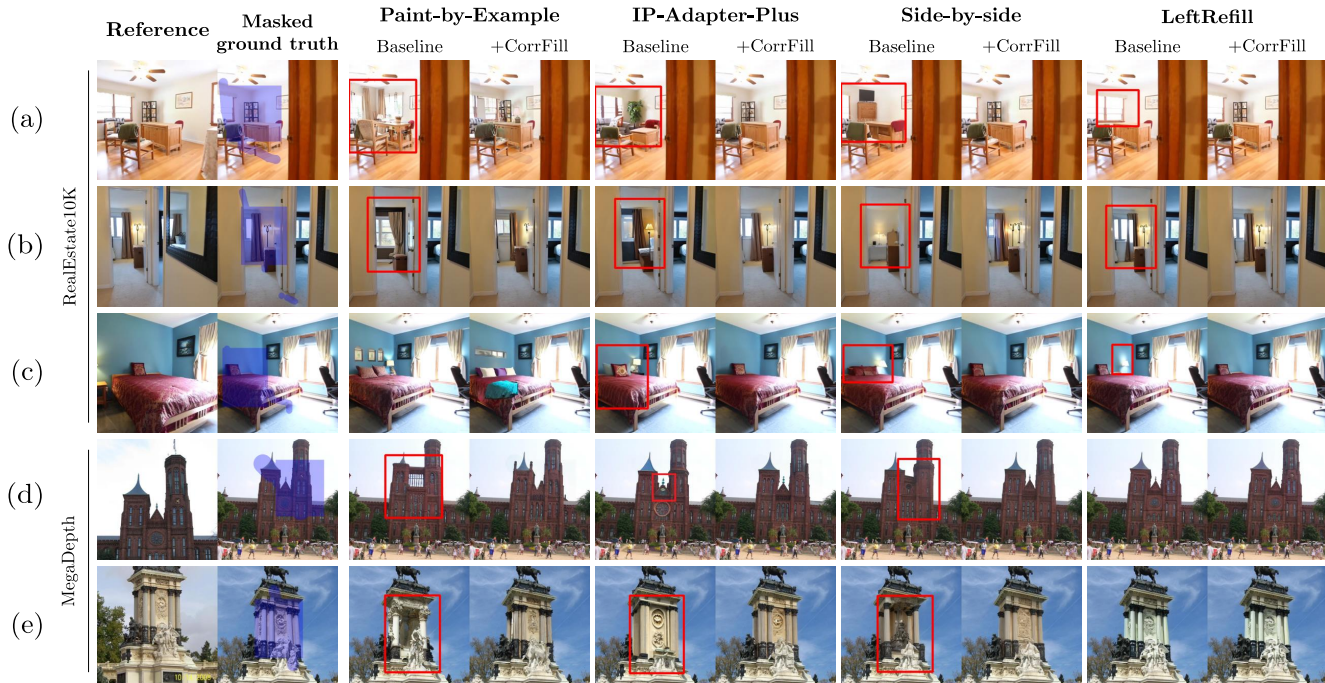 Reference
Masked
ground truth
Paint-by-Example
IP-Adapter-Plus
Side-by-side
LeftRefill
Baseline +CorrFill Baseline +CorrFill Baseline +CorrFill Baseline +CorrFill
RealEstate10K
(a)
(b)
(c)
MegaDepth
(d)
(e)